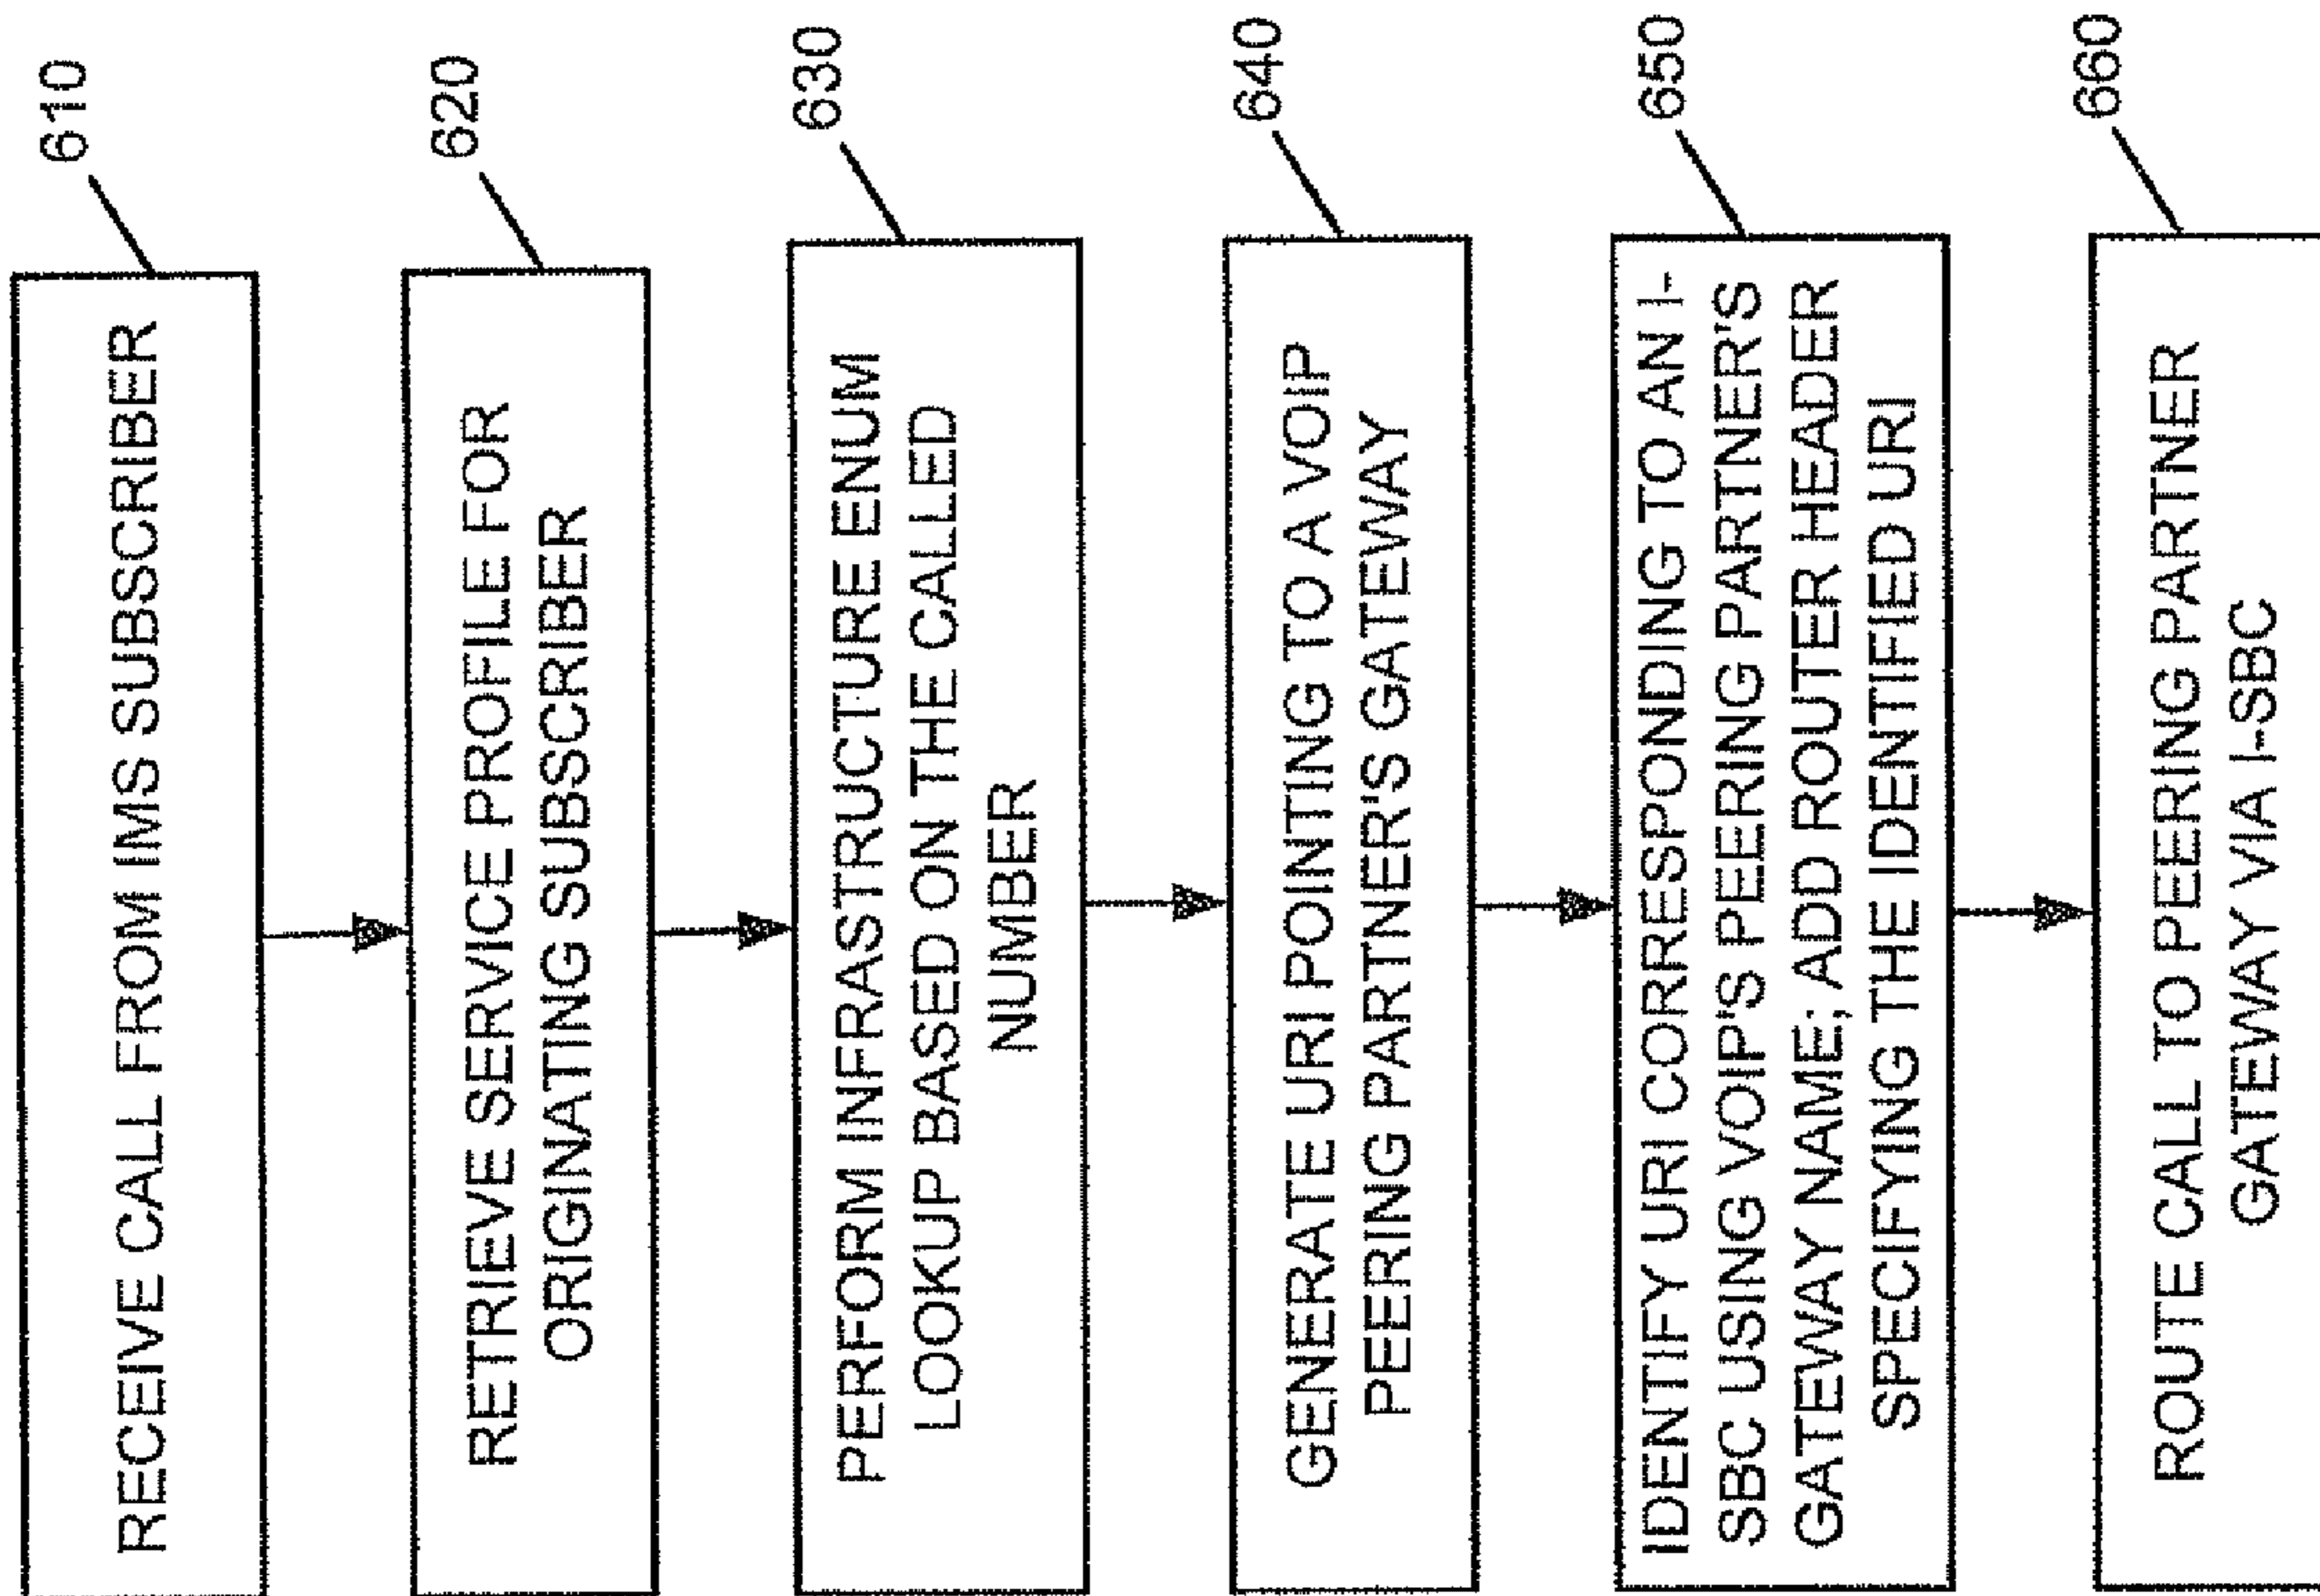 610
RECEIVE CALL FROM IMS SUBSCRIBER
620
RETRIEVE SERVICE PROFILE FOR
ORIGINATING SUBSCRIBER
630
PERFORM INFRASTRUCTURE ENUM
LOOKUP BASED ON THE CALLED
NUMBER
640
GENERATE URI POINTING TO A VOIP
PEERING PARTNER'S GATEWAY
650
IDENTIFY URI CORRESPONDING TO AN I-
SBC USING VOIP'S PEERING PARTNER'S
GATEWAY NAME; ADD ROUTER HEADER
SPECIFYING THE IDENTIFIED URI
660
ROUTE CALL TO PEERING PARTNER
GATEWAY VIA I-SBC